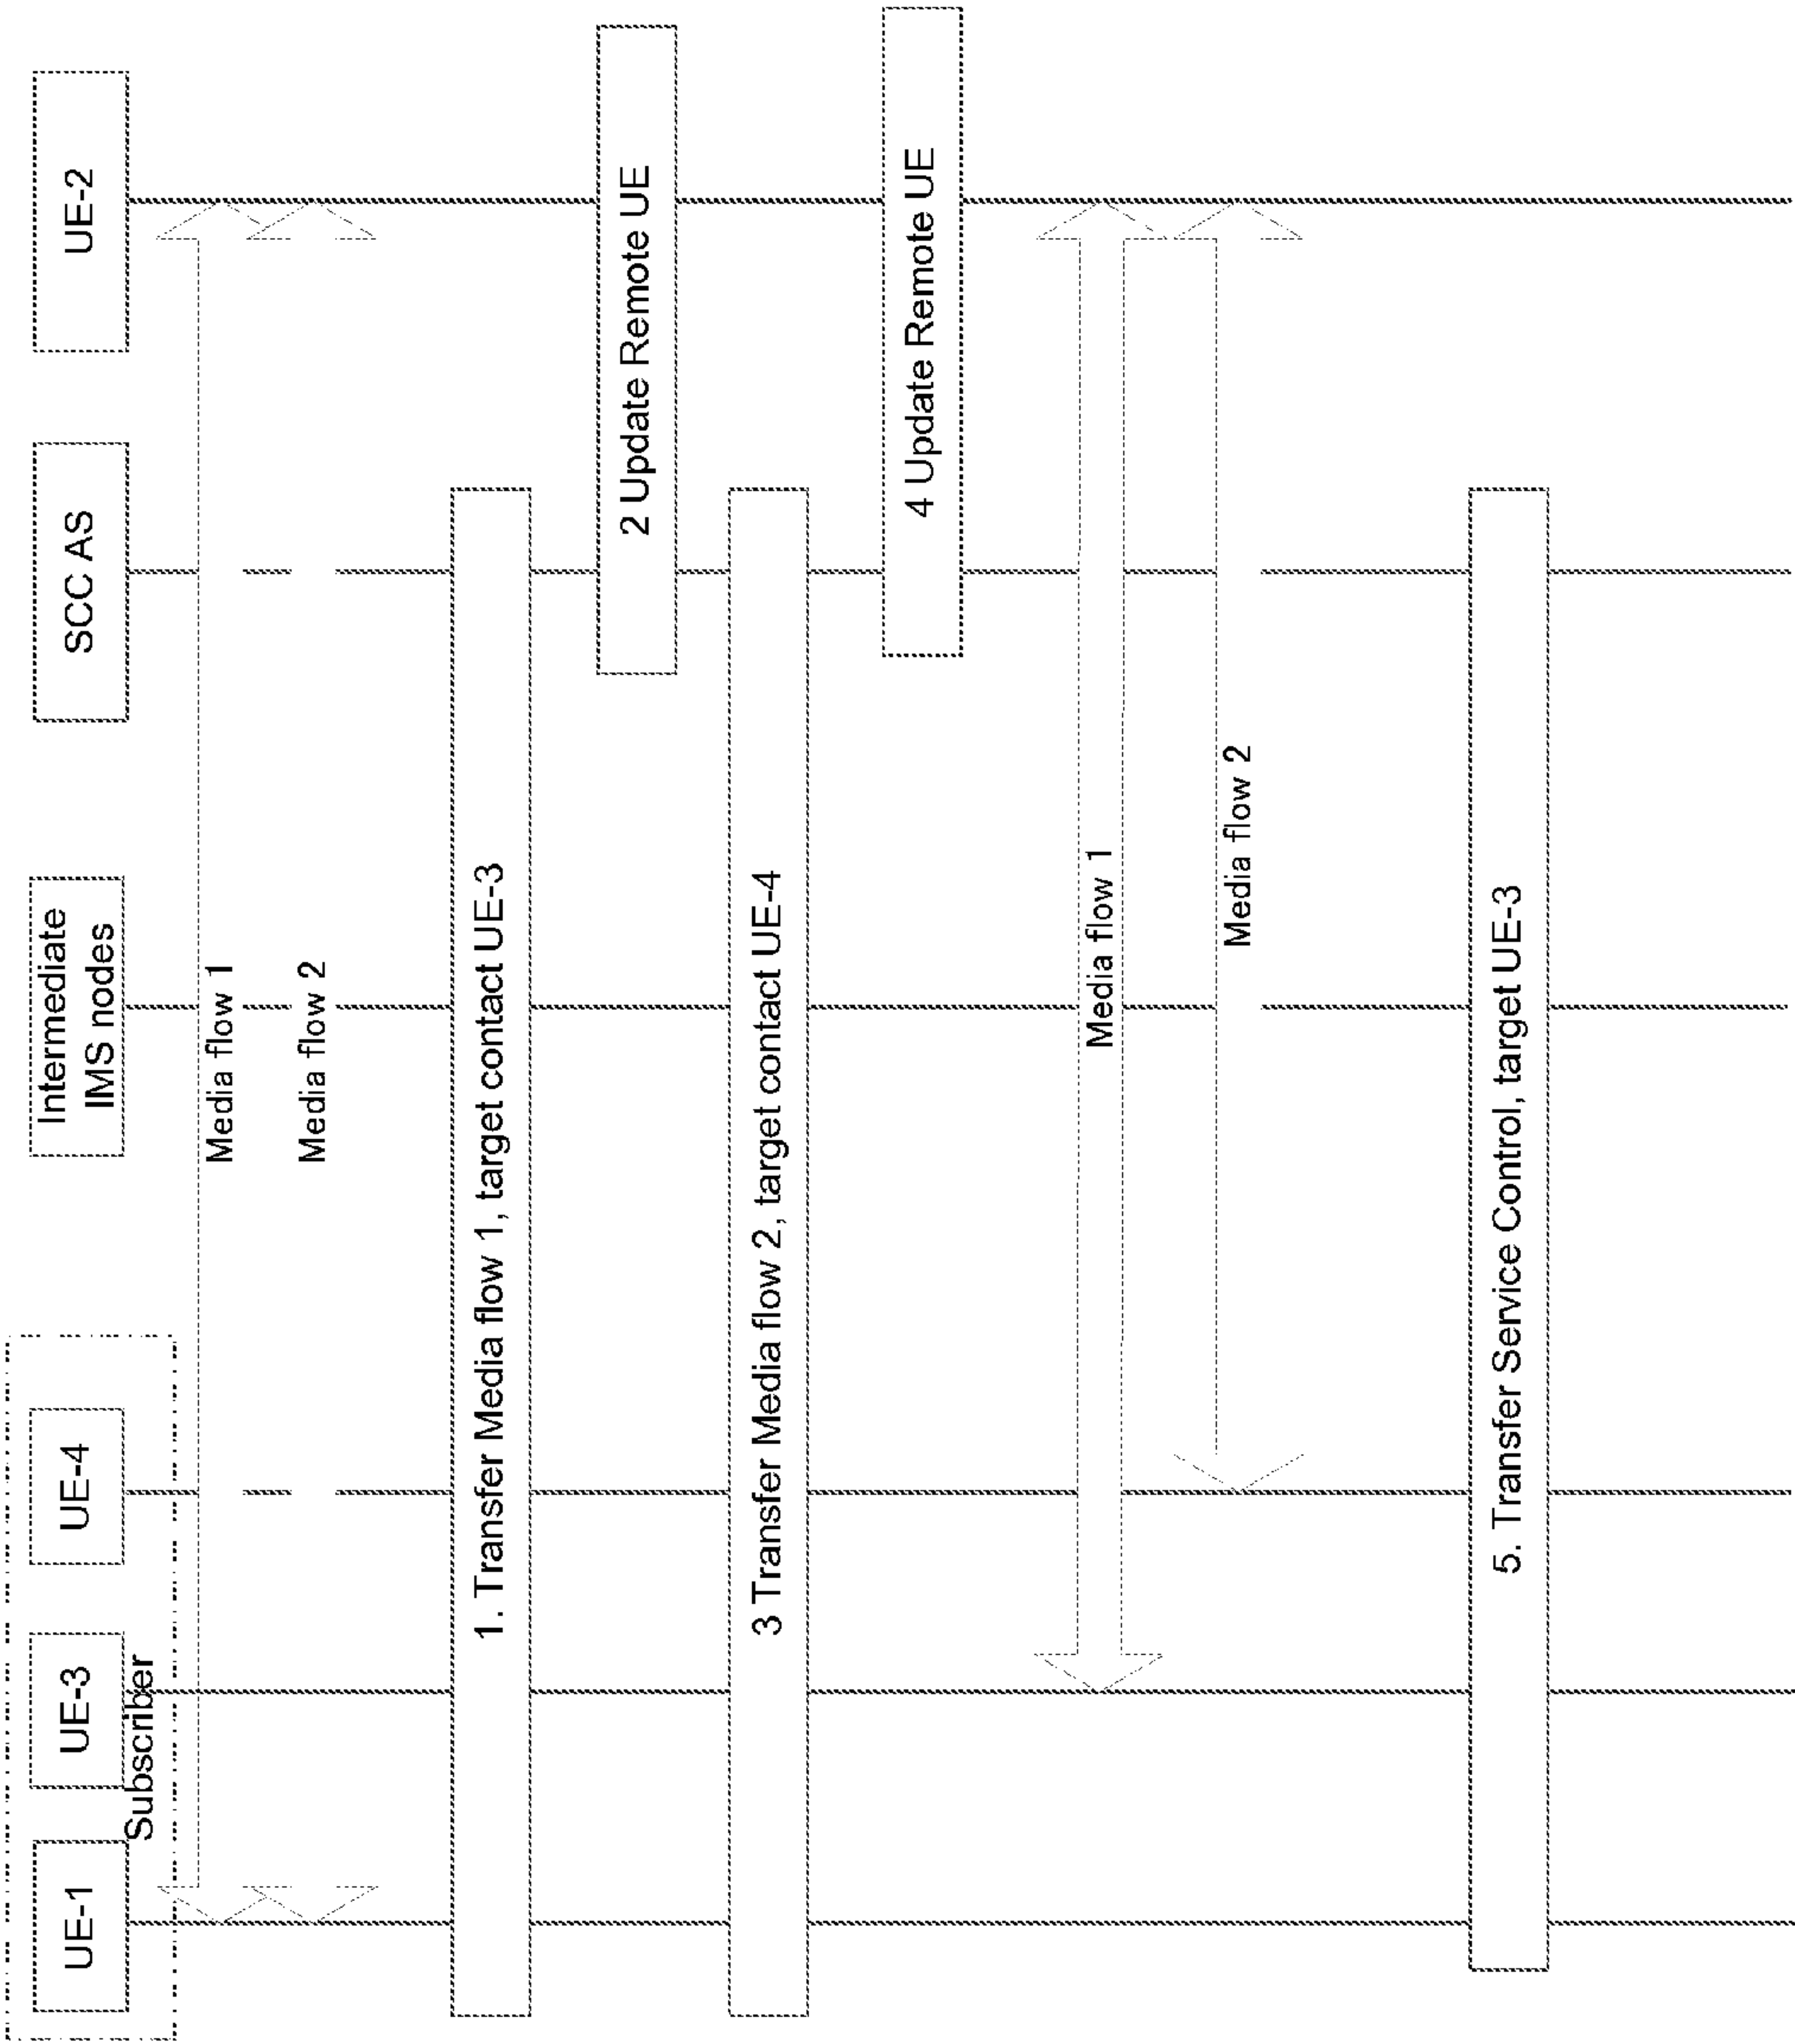 UE-1
UE-3
UE-4
Subscriber
Intermediate
IMS nodes
SCC AS
UE-2
Media flow 1
Media flow 2
1. Transfer Media flow 1, target contact UE-3
2 Update Remote UE
3 Transfer Media flow 2, target contact UE-4
4 Update Remote UE
Media flow 1
Media flow 2
5. Transfer Service Control, target UE-3